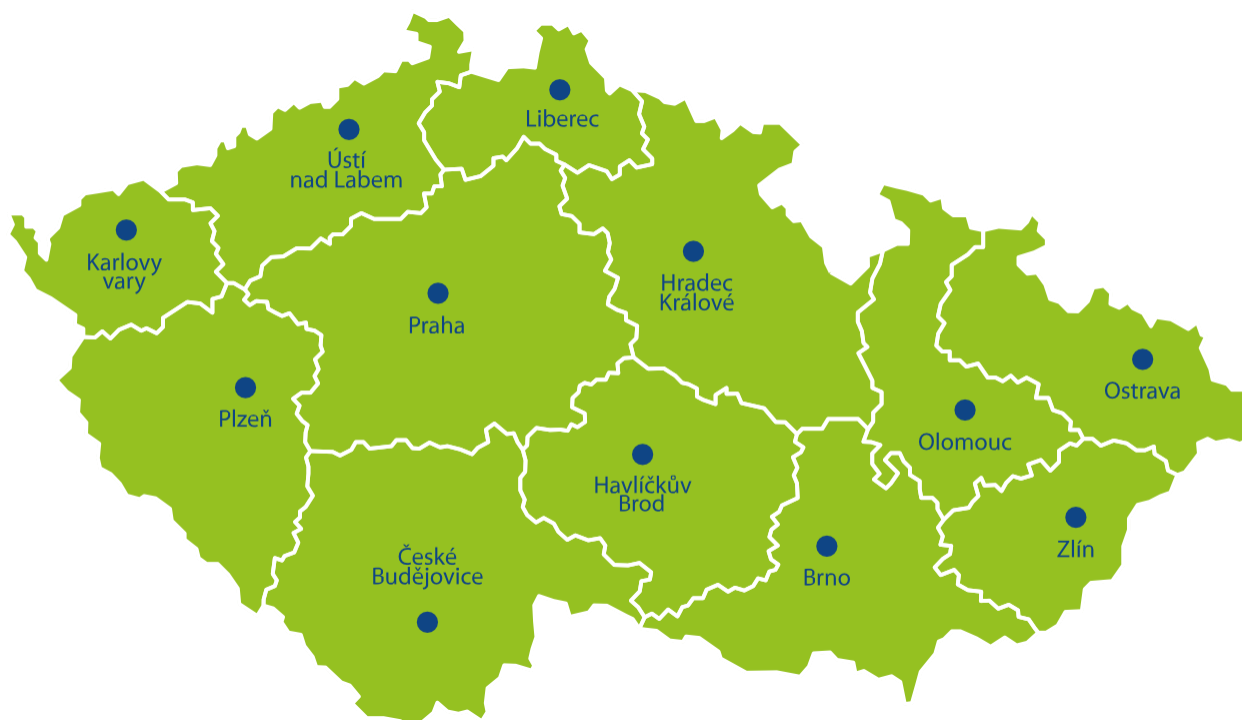 Liberec
Ústí
nad Labem
Karlovy
vary
Hradec
Králové
Praha
Ostrava
Plzeň
Olomouc
Havlíčkův
Brod
Zlín
České
Budějovice
Brno